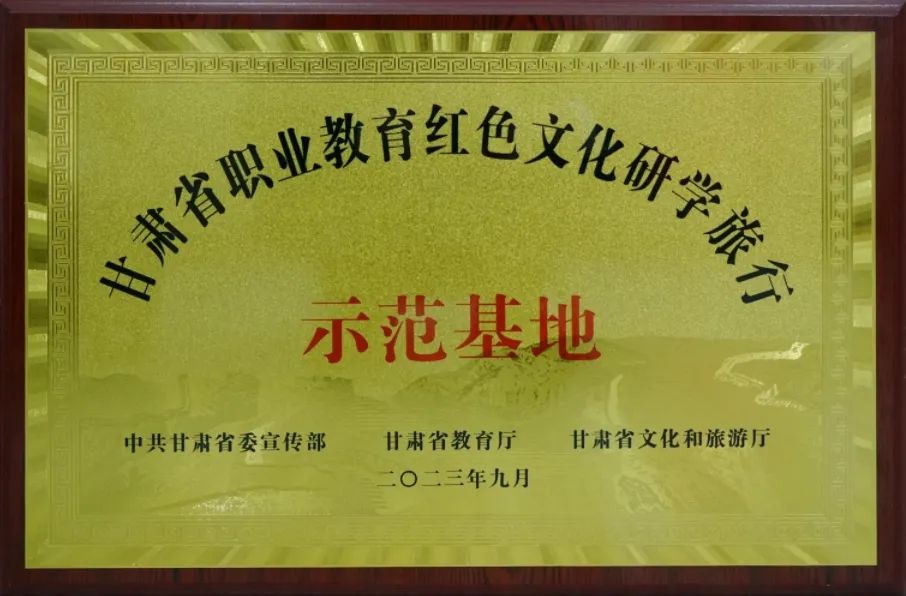 甘肃省职业教育红色文化研学旅行
示范基地
中共甘肃省委宣传部 甘肃省教育厅 甘肃省文化和旅游厅
二〇二三年九月